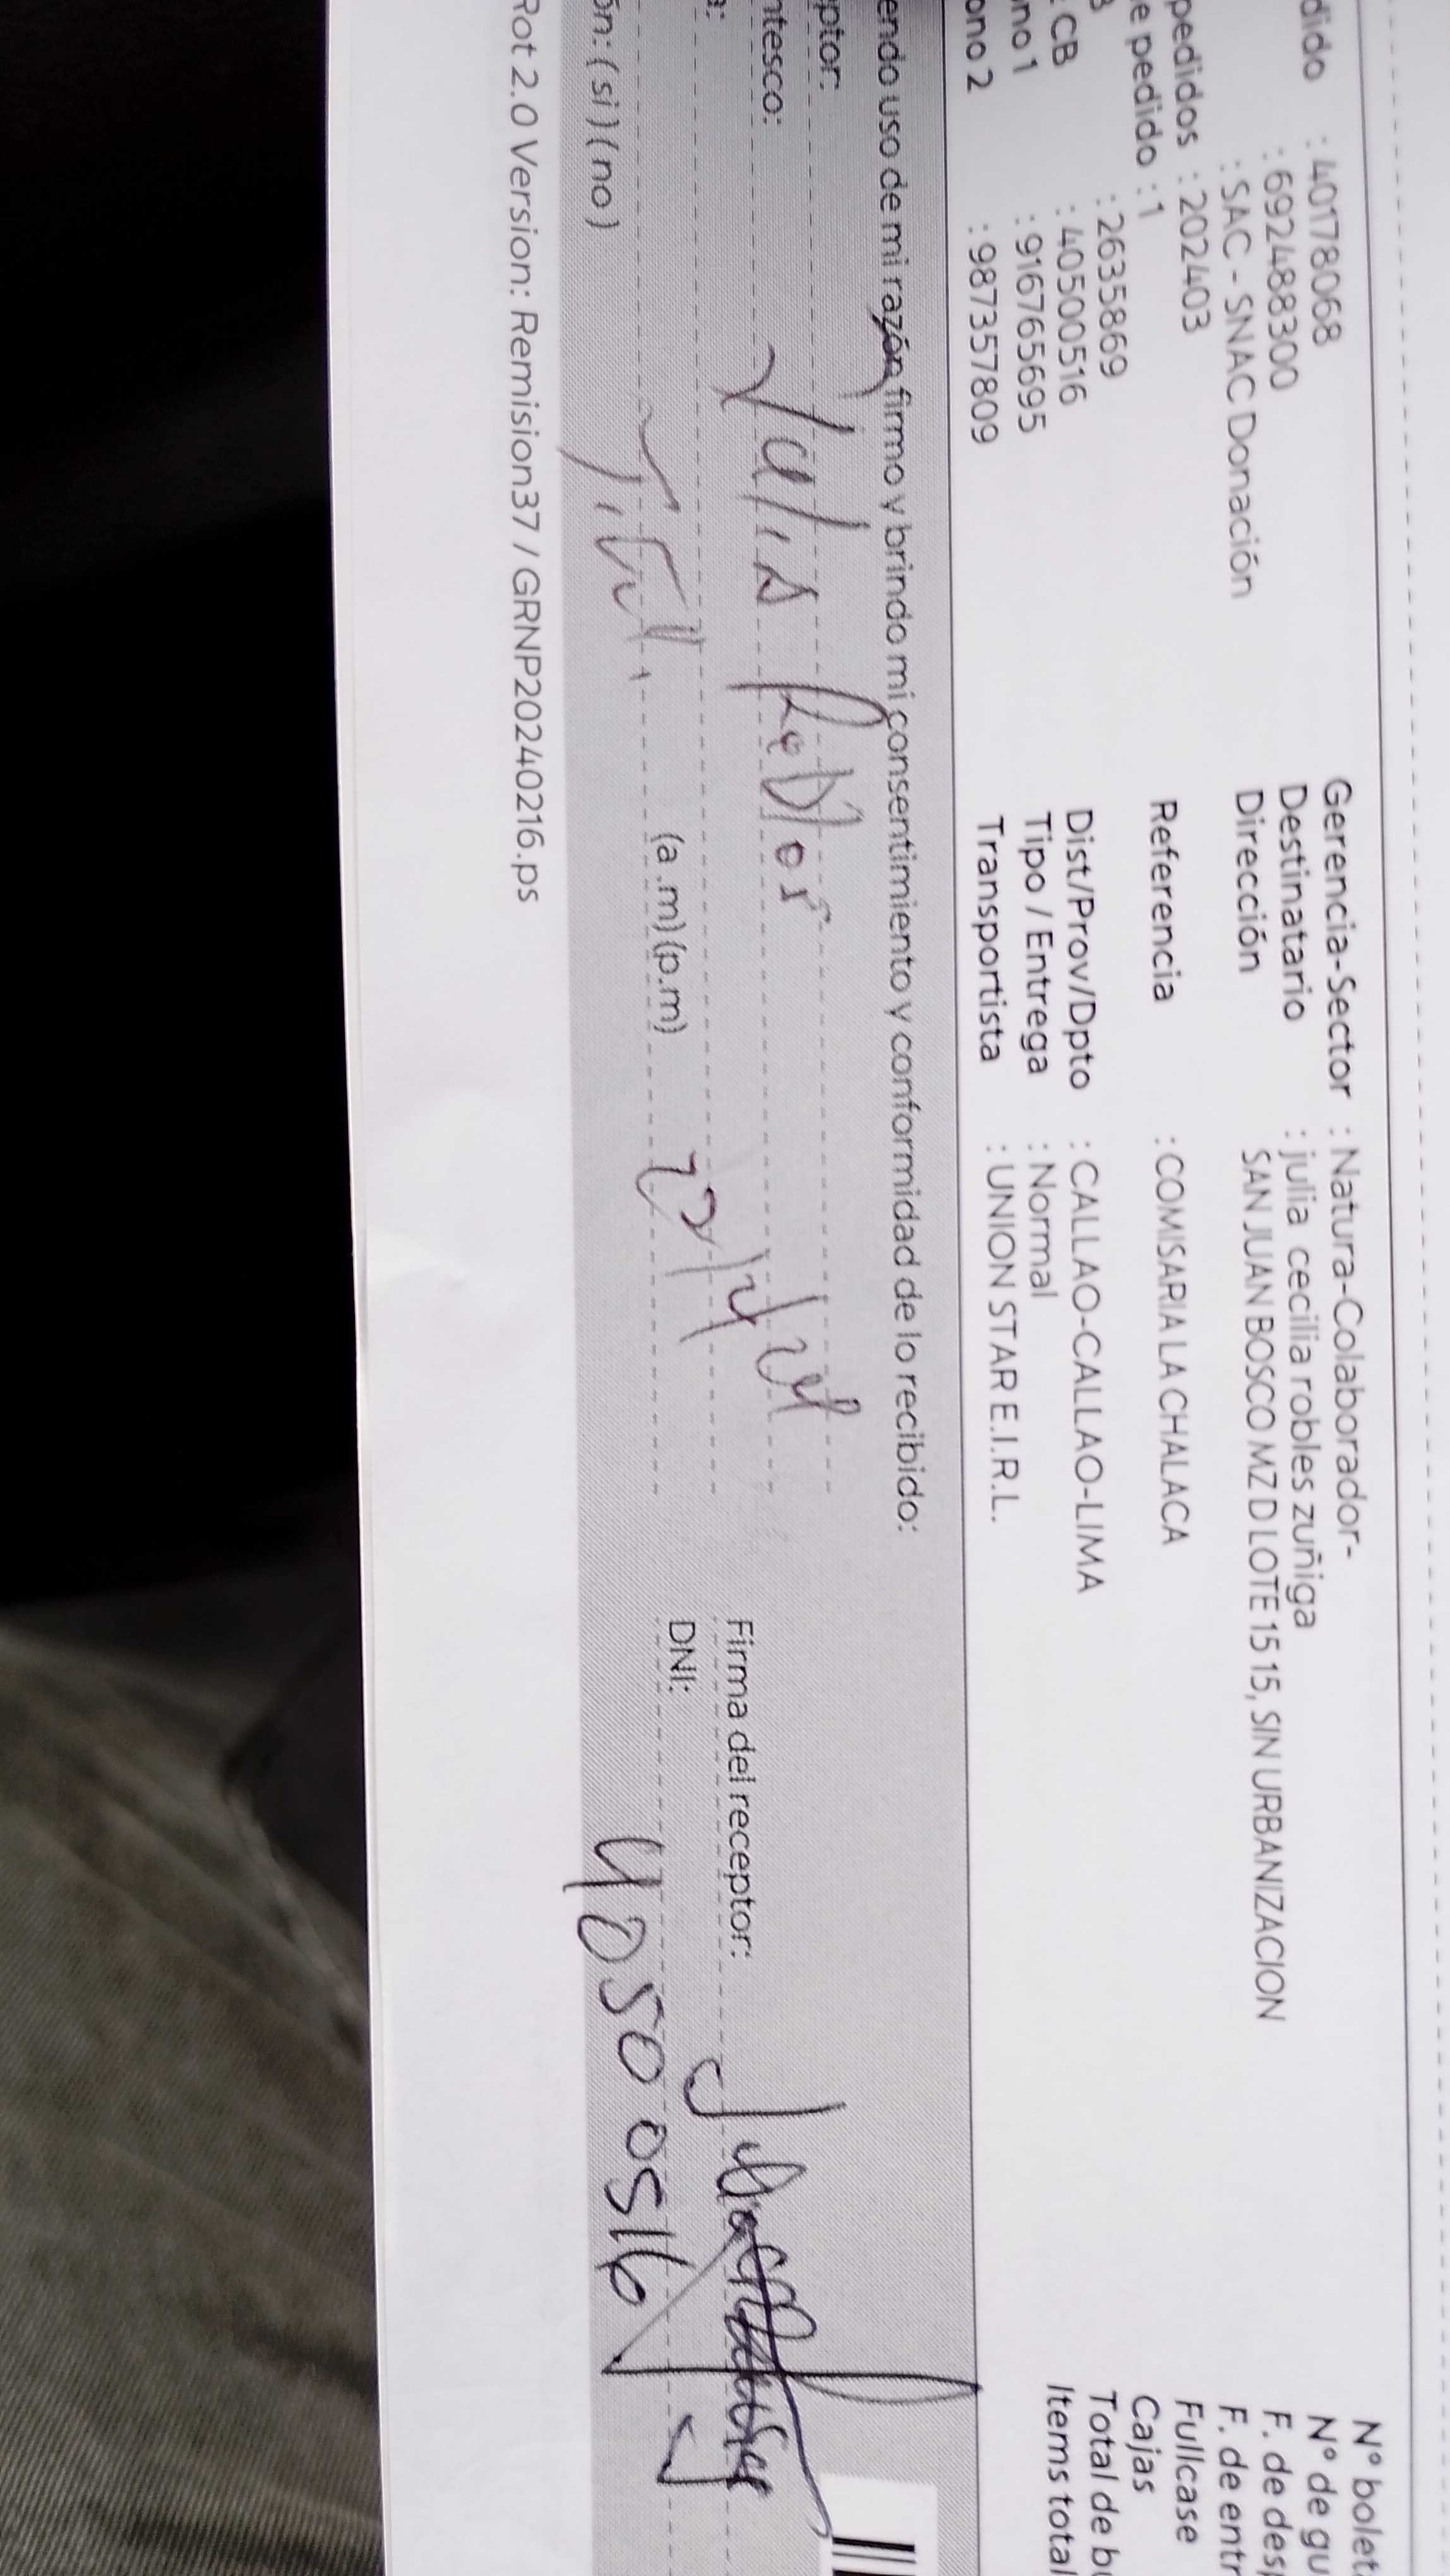 dido : 40178068
: 692488300
: SAC - SNAC Donación
pedidos : 202403
e pedido : 1
: 2635869
CB : 40500516
ono 1 : 916765695
ono 2 : 987357809
Gerencia-Sector : Natura-Colaborador-
Destinatario : julia cecilia robles zuñiga
Dirección SAN JUAN BOSCO MZ D LOTE 15 15, SIN URBANIZACION
Referencia : COMISARIA LA CHALACA
Dist/Prov/Dpto : CALLAO-CALLAO-LIMA
Tipo / Entrega : Normal
Transportista : UNION STAR E.I.R.L.
N° bolet
N° de gu
F. de des
F. de entr
Fullcase
Cajas
Total de bu
Items total
endo uso de mi razón firmo y brindo mi consentimiento y conformidad de lo recibido:
ptor:
ntesco:
a:
(a.m)(p.m)
ón: (si) (no)
Firma del receptor:
DNI: 40500516
Rot 2.0 Version: Remision37 / GRNP20240216.ps